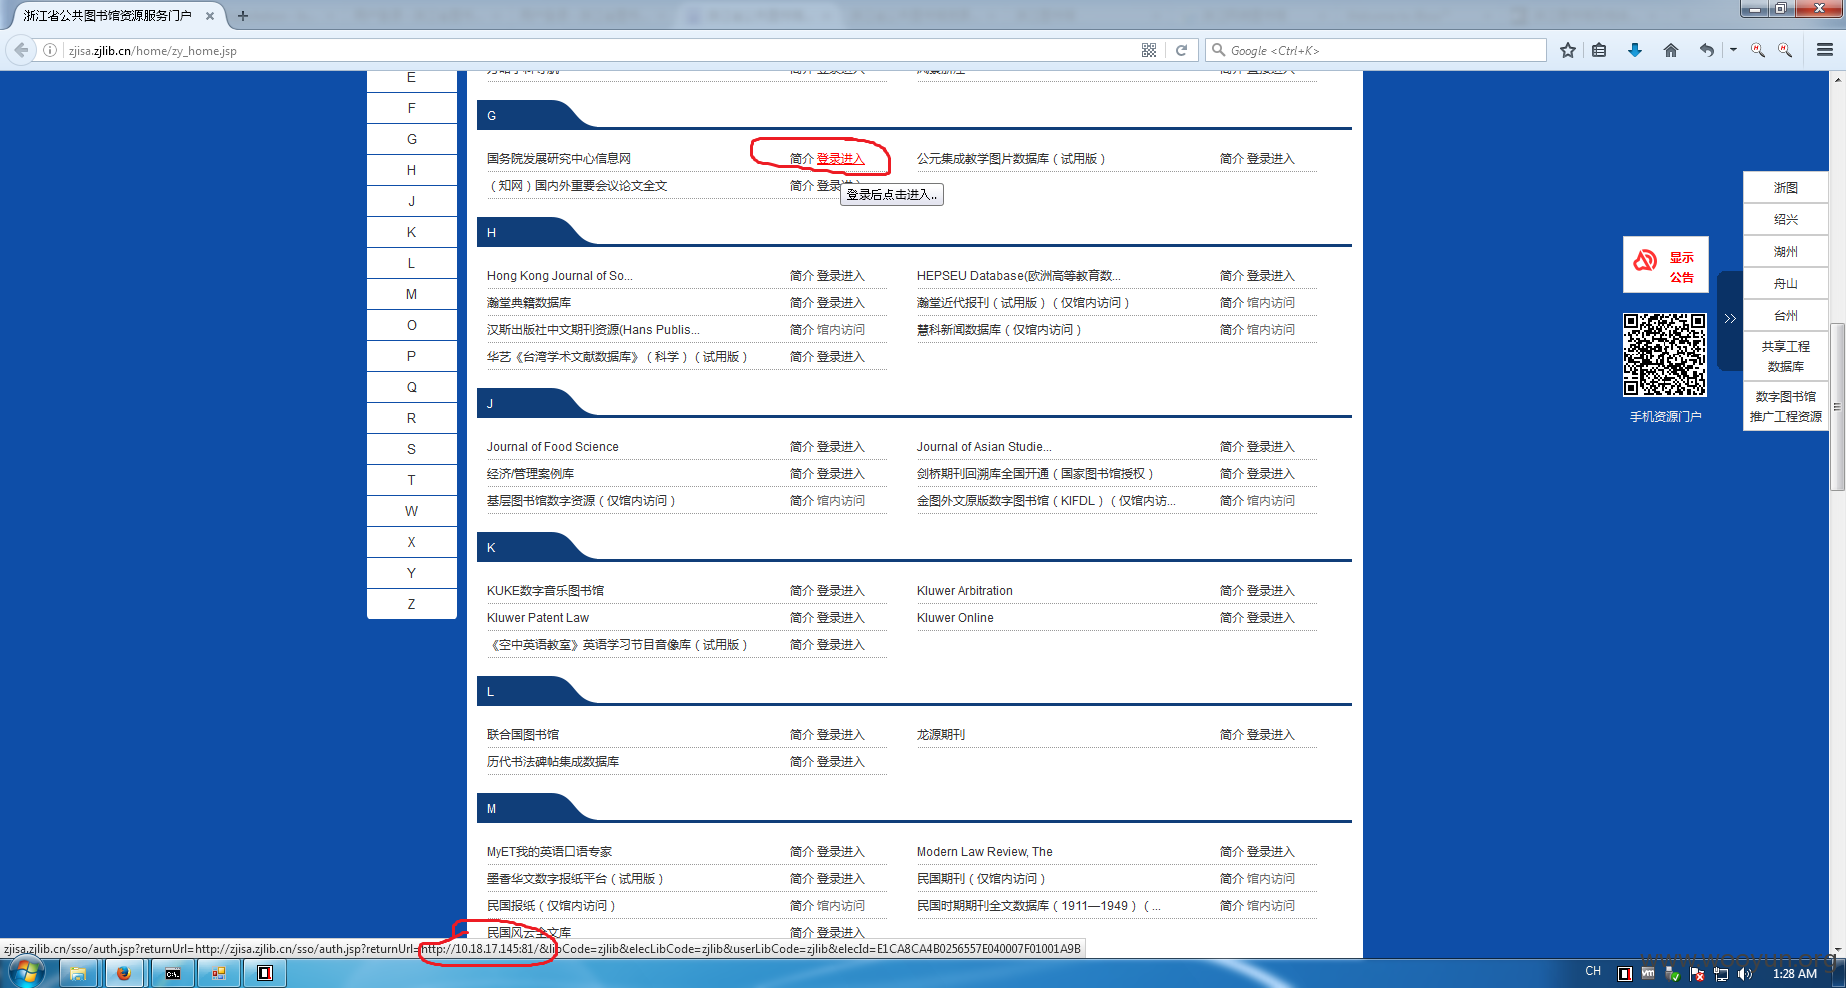 浙江省公共图书馆资源服务门户
zjisa.zjlib.cn/home/zy_home.jsp
Google <Ctrl+K>
E
F
G
H
J
K
L
M
O
P
Q
R
S
T
W
X
Y
Z
G
国务院发展研究中心信息网 简介 登录进入 公元集成教学图片数据库（试用版） 简介 登录进入
（知网）国内外重要会议论文全文 简介 登录
登录后点击进入..
H
Hong Kong Journal of So... 简介 登录进入 HEPSEU Database(欧洲高等教育数... 简介 登录进入
瀚堂典籍数据库 简介 登录进入 瀚堂近代报刊（试用版）（仅馆内访问） 简介 馆内访问
汉斯出版社中文期刊资源(Hans Publis... 简介 馆内访问 慧科新闻数据库（仅馆内访问） 简介 馆内访问
华艺《台湾学术文献数据库》（科学）（试用版） 简介 登录进入
J
Journal of Food Science 简介 登录进入 Journal of Asian Studie... 简介 登录进入
经济/管理案例库 简介 登录进入 剑桥期刊回溯库全国开通（国家图书馆授权） 简介 登录进入
基层图书馆数字资源（仅馆内访问） 简介 馆内访问 金图外文原版数字图书馆（KIFDL）（仅馆内访... 简介 馆内访问
K
KUKE数字音乐图书馆 简介 登录进入 Kluwer Arbitration 简介 登录进入
Kluwer Patent Law 简介 登录进入 Kluwer Online 简介 登录进入
《空中英语教室》英语学习节目音像库（试用版） 简介 登录进入
L
联合国图书馆 简介 登录进入 龙源期刊 简介 登录进入
历代书法碑帖集成数据库 简介 登录进入
M
MyET我的英语口语专家 简介 登录进入 Modern Law Review, The 简介 登录进入
墨香华文数字报纸平台（试用版） 简介 登录进入 民国期刊（仅馆内访问） 简介 馆内访问
民国报纸（仅馆内访问） 简介 馆内访问 民国时期期刊全文数据库（1911—1949）（... 简介 馆内访问
民国风云全文库 简介 登录进入
显示
公告
手机资源门户
浙图
绍兴
湖州
舟山
台州
共享工程
数据库
数字图书馆
推广工程资源
zjisa.zjlib.cn/sso/auth.jsp?returnUrl=http://zjisa.zjlib.cn/sso/auth.jsp?returnUrl=http://10.18.17.145:81/&libCode=zjlib&elecLibCode=zjlib&userLibCode=zjlib&elecId=E1CA8CA4B0256557E040007F01001A9B
www.wooyun.org
CH
1:28 AM